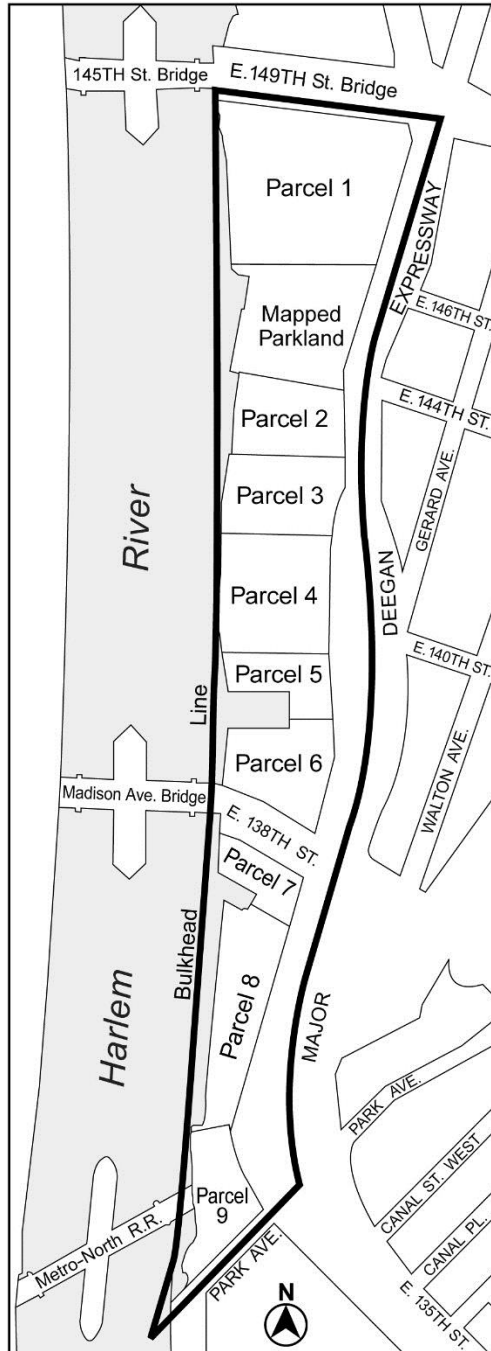 145TH St. Bridge
E.149TH St. Bridge
Parcel 1
EXPRESSWAY
E.146TH ST.
Mapped
Parkland
E.144TH ST.
Parcel 2
GERARD AVE.
Parcel 3
River
DEEGAN
Parcel 4
E.140TH ST.
Parcel 5
Line
WALTON AVE.
Parcel 6
Madison Ave. Bridge
E. 138TH ST.
Parcel 7
Bulkhead
Parcel 8
Harlem
MAJOR
PARK AVE.
CANAL ST. WEST
Parcel
9
CANAL PL.
Metro-North R.R.
PARK AVE.
E. 135TH ST.
N